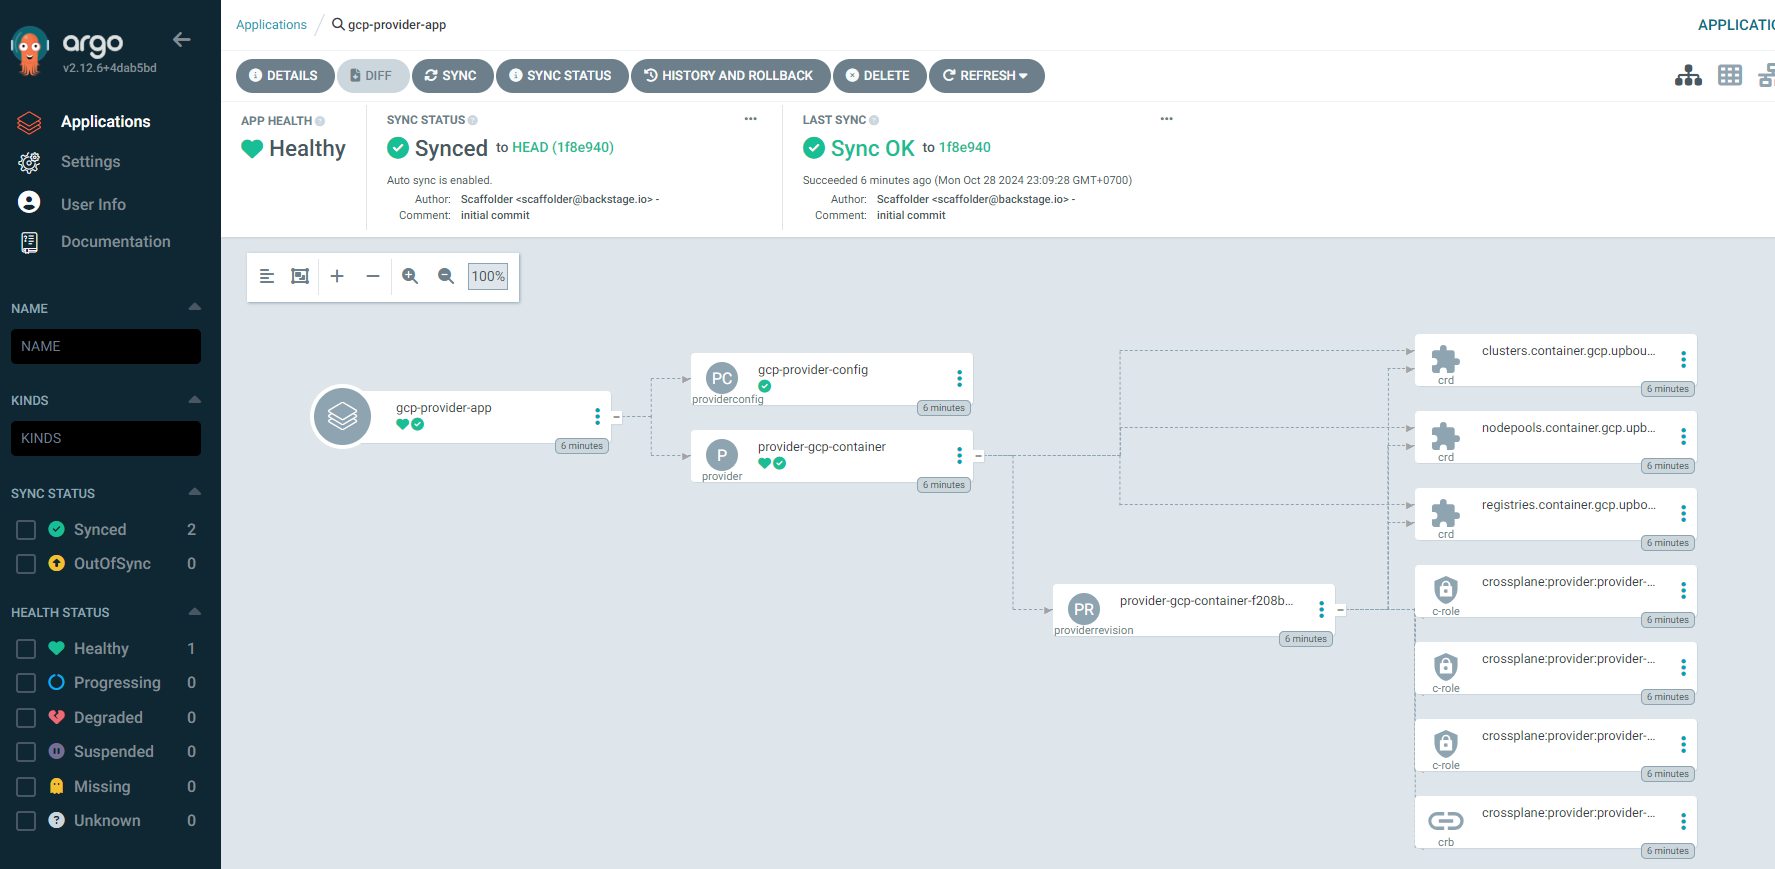 argo
v2.12.6+4dab5bd
Applications
Settings
User Info
Documentation
NAME
NAME
KINDS
KINDS
SYNC STATUS
Synced 2
OutOfSync 0
HEALTH STATUS
Healthy 1
Progressing 0
Degraded 0
Suspended 0
Missing 0
Unknown 0
Applications / gcp-provider-app
APPLICATIO
DETAILS DIFF SYNC SYNC STATUS HISTORY AND ROLLBACK DELETE REFRESH
APP HEALTH
Healthy
SYNC STATUS
Synced to HEAD (1f8e940)
Auto sync is enabled.
Author: Scaffolder <scaffolder@backstage.io> -
Comment: initial commit
LAST SYNC
Sync OK to 1f8e940
Succeeded 6 minutes ago (Mon Oct 28 2024 23:09:28 GMT+0700)
Author: Scaffolder <scaffolder@backstage.io> -
Comment: initial commit
100%
gcp-provider-app
6 minutes
PC
gcp-provider-config
providerconfig
6 minutes
P
provider-gcp-container
provider
6 minutes
PR
provider-gcp-container-f208b...
providerrevision
6 minutes
clusters.container.gcp.upbou...
crd
6 minutes
nodepools.container.gcp.upb...
crd
6 minutes
registries.container.gcp.upbo...
crd
6 minutes
crossplane:provider:provider-...
c-role
6 minutes
crossplane:provider:provider-...
c-role
6 minutes
crossplane:provider:provider-...
c-role
6 minutes
crossplane:provider:provider-...
crb
6 minutes